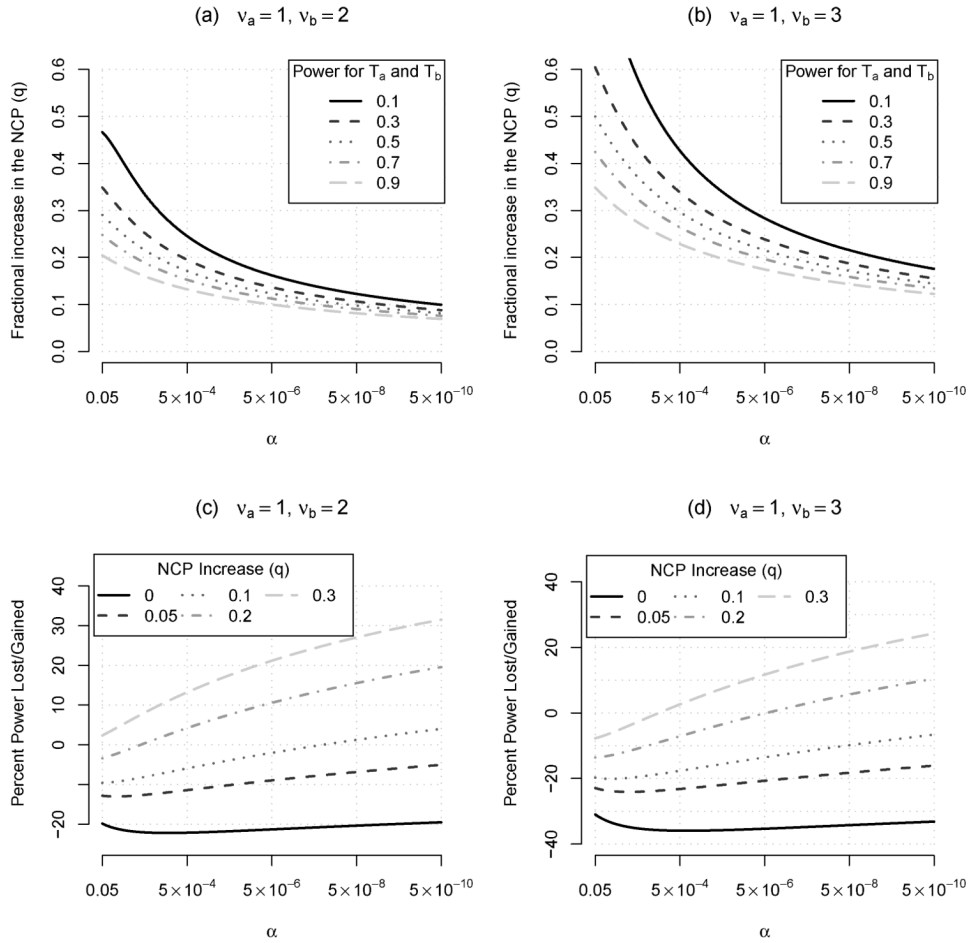 (a) νa = 1, νb = 2
Fractional increase in the NCP (q)
0.0 0.1 0.2 0.3 0.4 0.5 0.6
Power for Ta and Tb
0.1
0.3
0.5
0.7
0.9
0.05 5 × 10−4 5 × 10−6 5 × 10−8 5 × 10−10
α
(b) νa = 1, νb = 3
Fractional increase in the NCP (q)
0.0 0.1 0.2 0.3 0.4 0.5 0.6
Power for Ta and Tb
0.1
0.3
0.5
0.7
0.9
0.05 5 × 10−4 5 × 10−6 5 × 10−8 5 × 10−10
α
(c) νa = 1, νb = 2
Percent Power Lost/Gained
−20 0 10 20 30 40
NCP Increase (q)
0 0.1 0.3
0.05 0.2
0.05 5 × 10−4 5 × 10−6 5 × 10−8 5 × 10−10
α
(d) νa = 1, νb = 3
Percent Power Lost/Gained
−40 −20 0 20 40
NCP Increase (q)
0 0.1 0.3
0.05 0.2
0.05 5 × 10−4 5 × 10−6 5 × 10−8 5 × 10−10
α